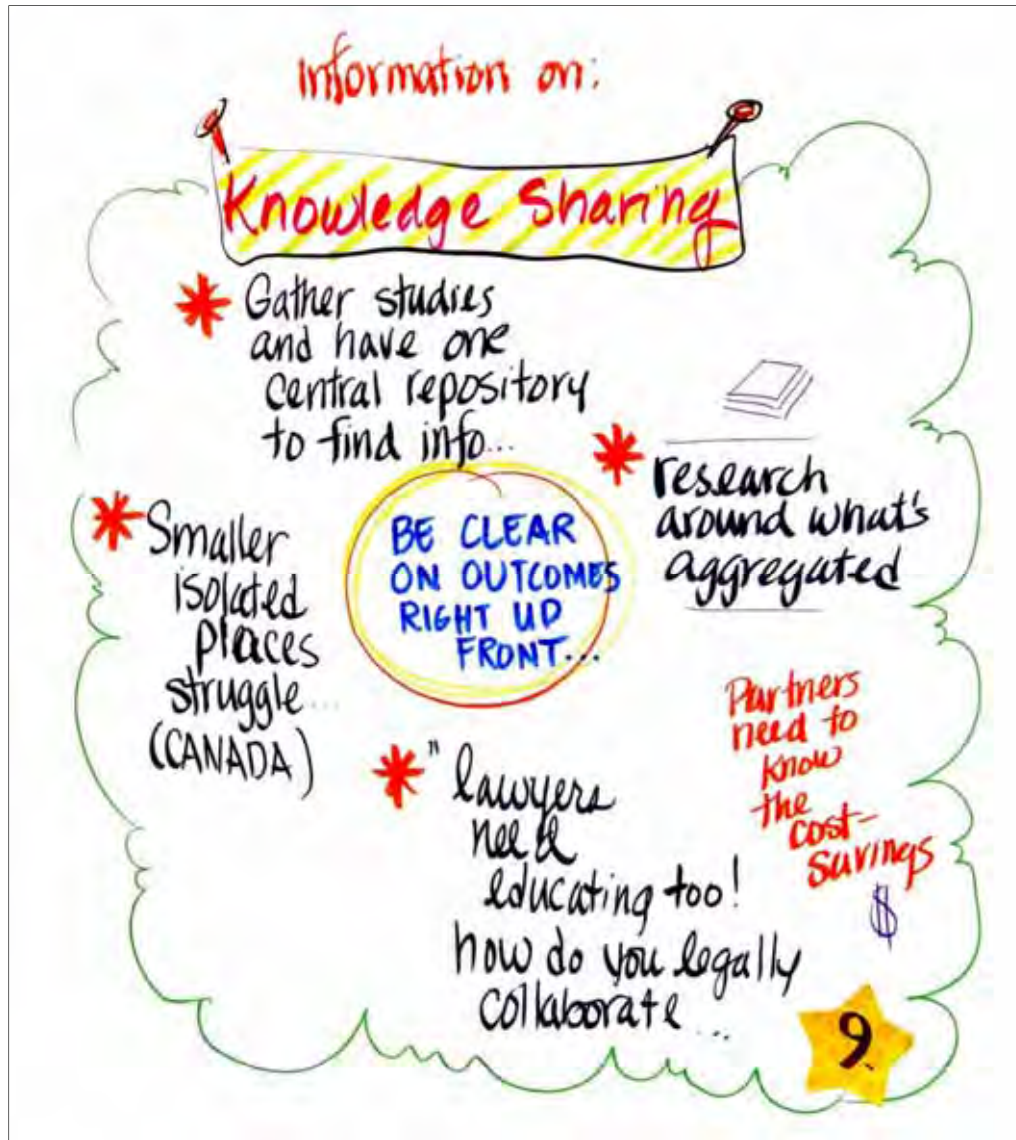 Information on:
Knowledge Sharing
Gather studies
and have one
central repository
to find info...
research
around what's
aggregated
Smaller
isolated
places
struggle...
(CANADA)
BE CLEAR
ON OUTCOMES
RIGHT UP
FRONT...
Partners
need to
know
the
cost-
savings
$
" lawyers
need
educating too!
how do you legally
collaborate...
9.